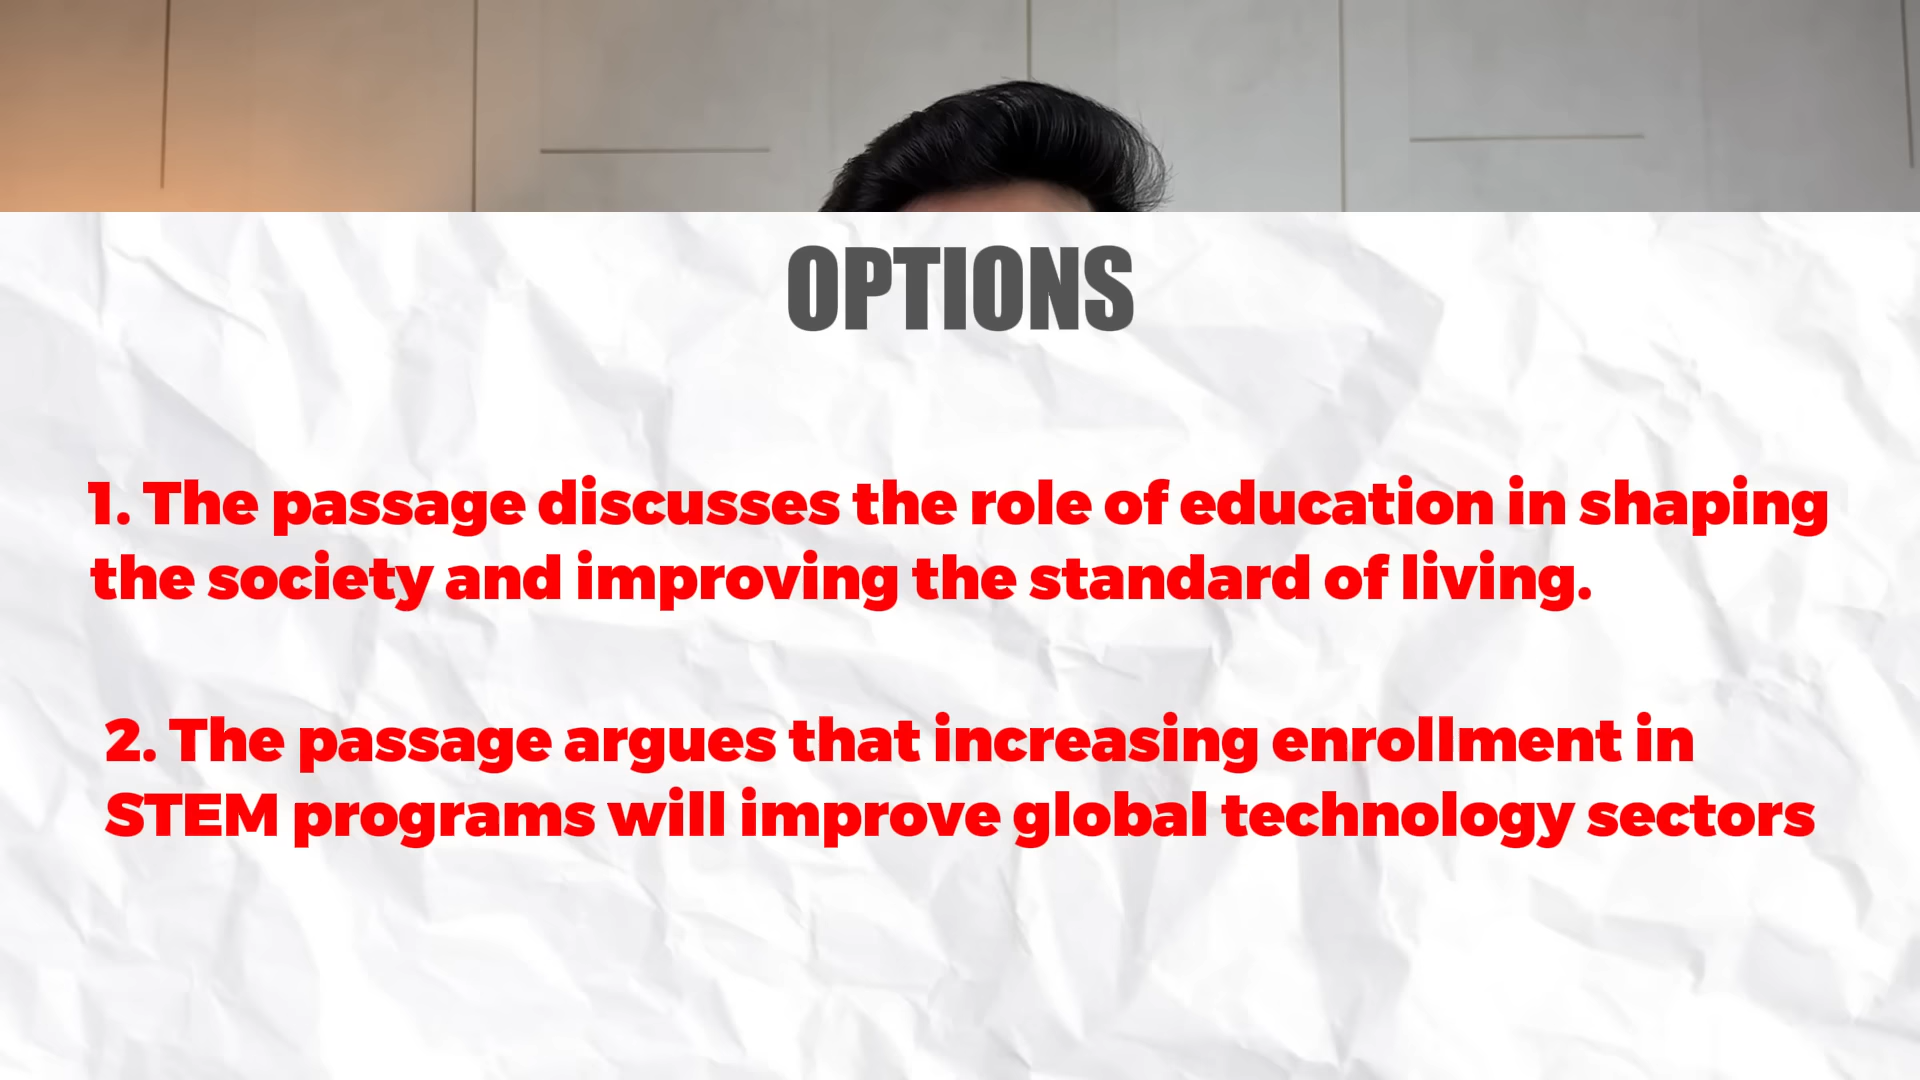 OPTIONS
1. The passage discusses the role of education in shaping
the society and improving the standard of living.
2. The passage argues that increasing enrollment in
STEM programs will improve global technology sectors